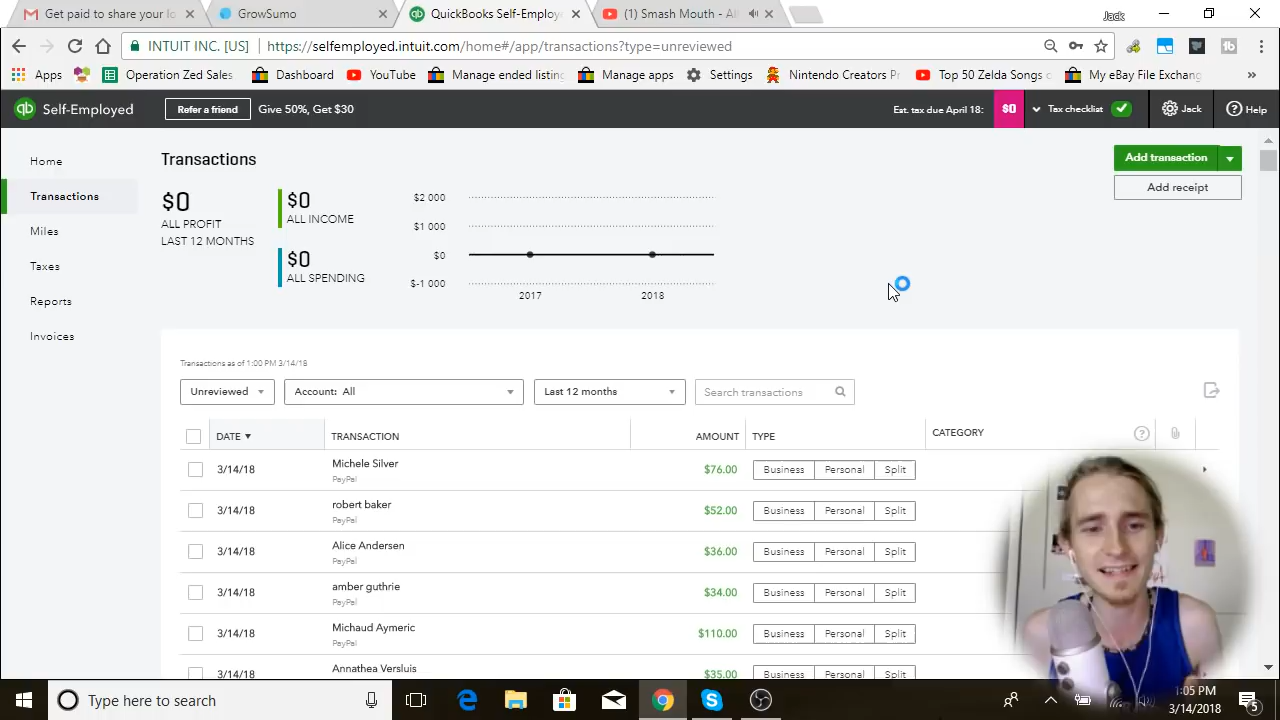 Get paid to share your lo
GrowSumo
QuickBooks Self-Employ
(1) Smash Mouth - Al
Jack
INTUIT INC. [US]
https://selfemployed.intuit.com/home#/app/transactions?type=unreviewed
Apps
Operation Zed Sales
Dashboard
YouTube
Manage ended listing
Manage apps
Settings
Nintendo Creators Pr
Top 50 Zelda Songs o
My eBay File Exchang
»
qb Self-Employed
Refer a friend
Give 50%, Get $30
Est. tax due April 18:
$0
Tax checklist
Jack
Help
Home
Transactions
Miles
Taxes
Reports
Invoices
Transactions
Add transaction
Add receipt
$0
ALL PROFIT
LAST 12 MONTHS
$0
ALL INCOME
$0
ALL SPENDING
$2 000
$1 000
$0
$-1 000
2017 2018
Transactions as of 1:00 PM 3/14/18
Unreviewed
Account: All
Last 12 months
Search transactions
DATE TRANSACTION AMOUNT TYPE CATEGORY
3/14/18 Michele Silver $76.00 Business Personal Split
PayPal
3/14/18 robert baker $52.00 Business Personal Split
PayPal
3/14/18 Alice Andersen $36.00 Business Personal Split
PayPal
3/14/18 amber guthrie $34.00 Business Personal Split
PayPal
3/14/18 Michaud Aymeric $110.00 Business Personal Split
PayPal
3/14/18 Annathea Versluis $35.00 Business Personal Split
Type here to search
1:05 PM
3/14/2018
5